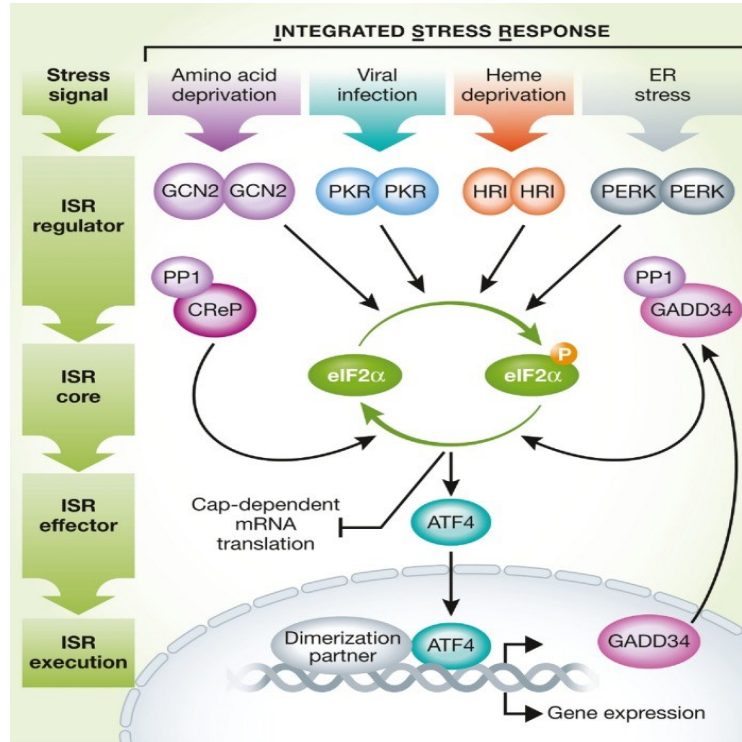 INTEGRATED STRESS RESPONSE
Stress
signal
Amino acid
deprivation
Viral
infection
Heme
deprivation
ER
stress
ISR
regulator
GCN2 GCN2
PKR PKR
HRI HRI
PERK PERK
PP1
CReP
PP1
GADD34
ISR
core
eIF2α
eIF2α
P
ISR
effector
Cap-dependent
mRNA
translation
ATF4
ISR
execution
Dimerization
partner
ATF4
GADD34
Gene expression